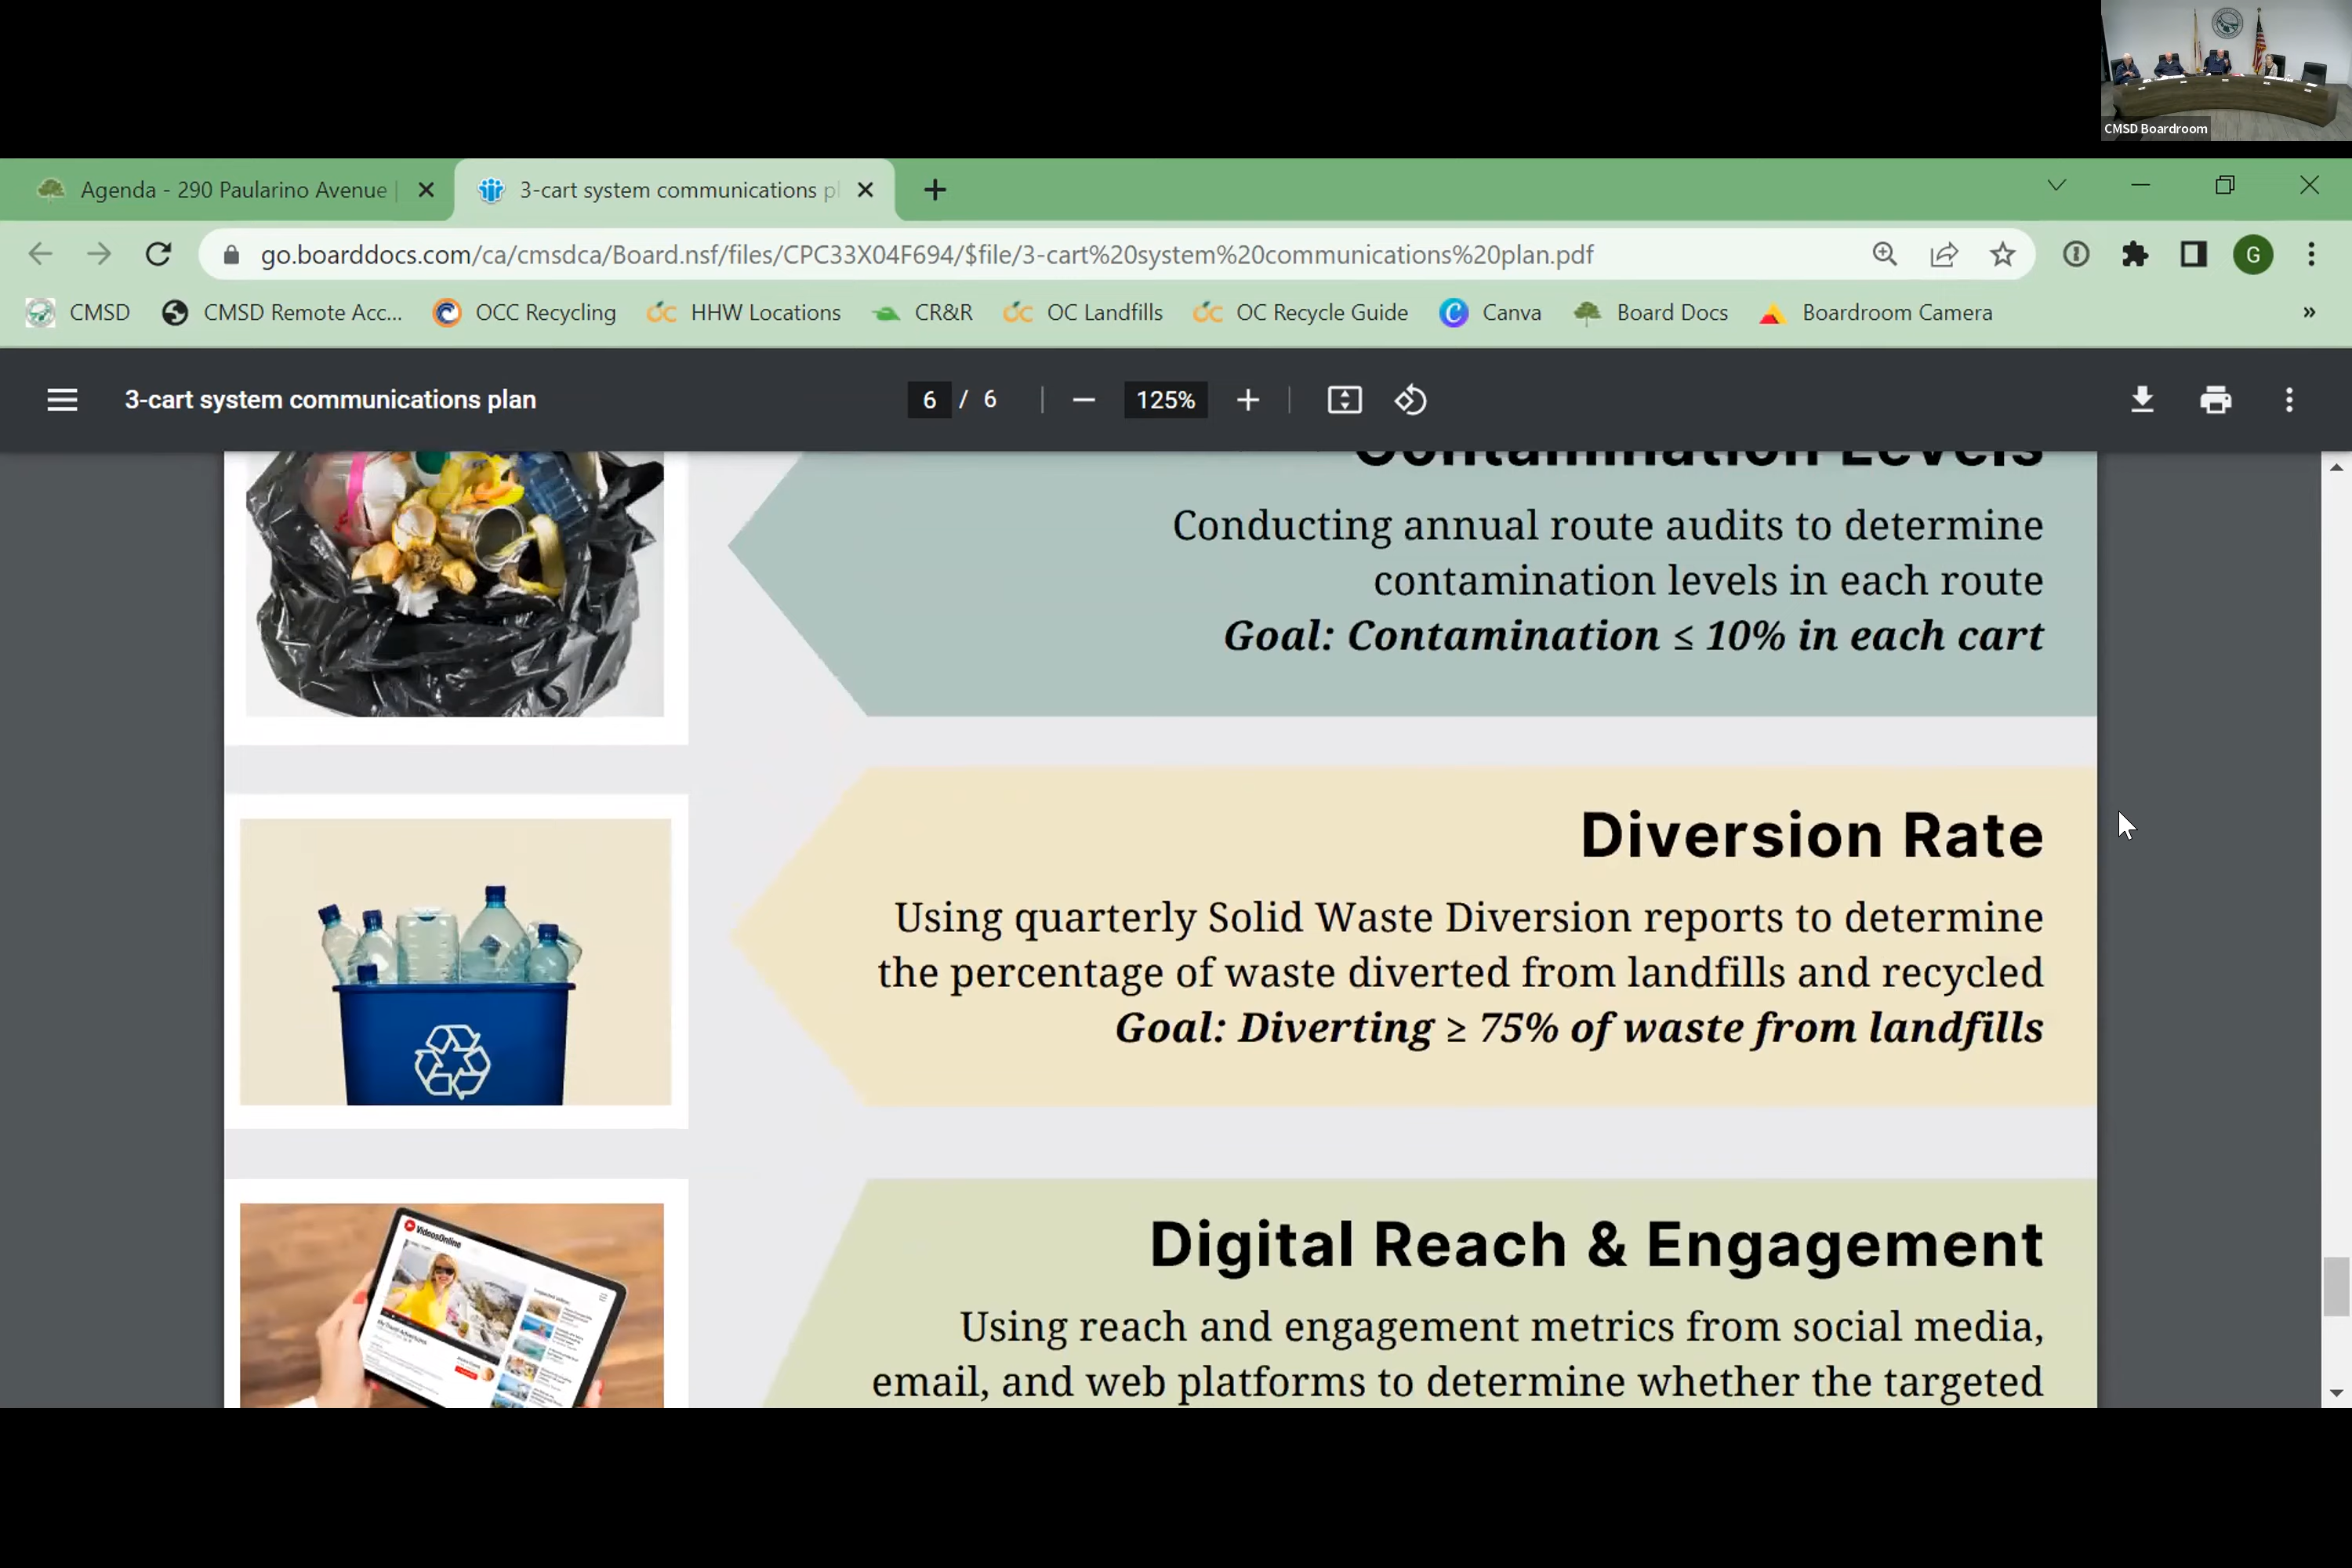 CMSD Boardroom
Agenda - 290 Paularino Avenue
3-cart system communications pl
go.boarddocs.com/ca/cmsdca/Board.nsf/files/CPC33X04F694/$file/3-cart%20system%20communications%20plan.pdf
G
CMSD
CMSD Remote Acc...
OCC Recycling
HHW Locations
CR&R
OC Landfills
OC Recycle Guide
Canva
Board Docs
Boardroom Camera
»
3-cart system communications plan
6 / 6
125%
Contamination Levels
Conducting annual route audits to determine
contamination levels in each route
Goal: Contamination ≤ 10% in each cart
Diversion Rate
Using quarterly Solid Waste Diversion reports to determine
the percentage of waste diverted from landfills and recycled
Goal: Diverting ≥ 75% of waste from landfills
VideosOnline
Digital Reach & Engagement
Using reach and engagement metrics from social media,
email, and web platforms to determine whether the targeted